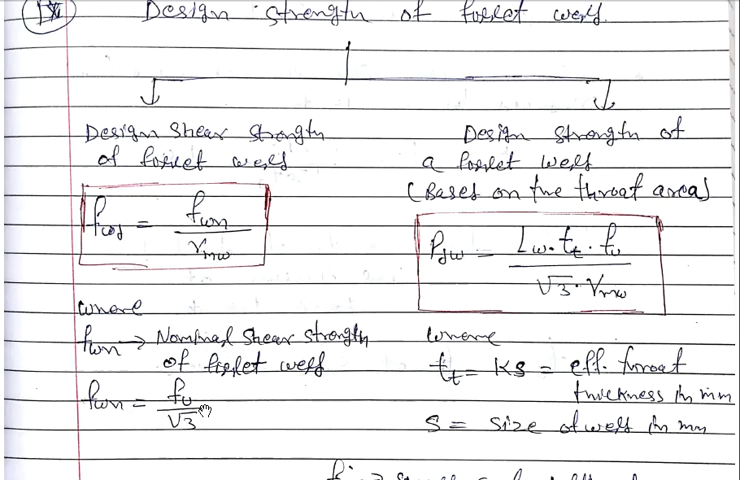 Design strength of fillet weld
Design shear strength
of fillet weld
fwd = fwn / γmw
where
fwn → Nominal shear strength
of fillet weld
fwn = fu / √3
Design strength of
a fillet weld
(Based on the throat area)
Pdw = Lw · tt · fu / √3 · γmw
where
tt = KS = eff. throat
thickness in mm
S = size of weld in mm